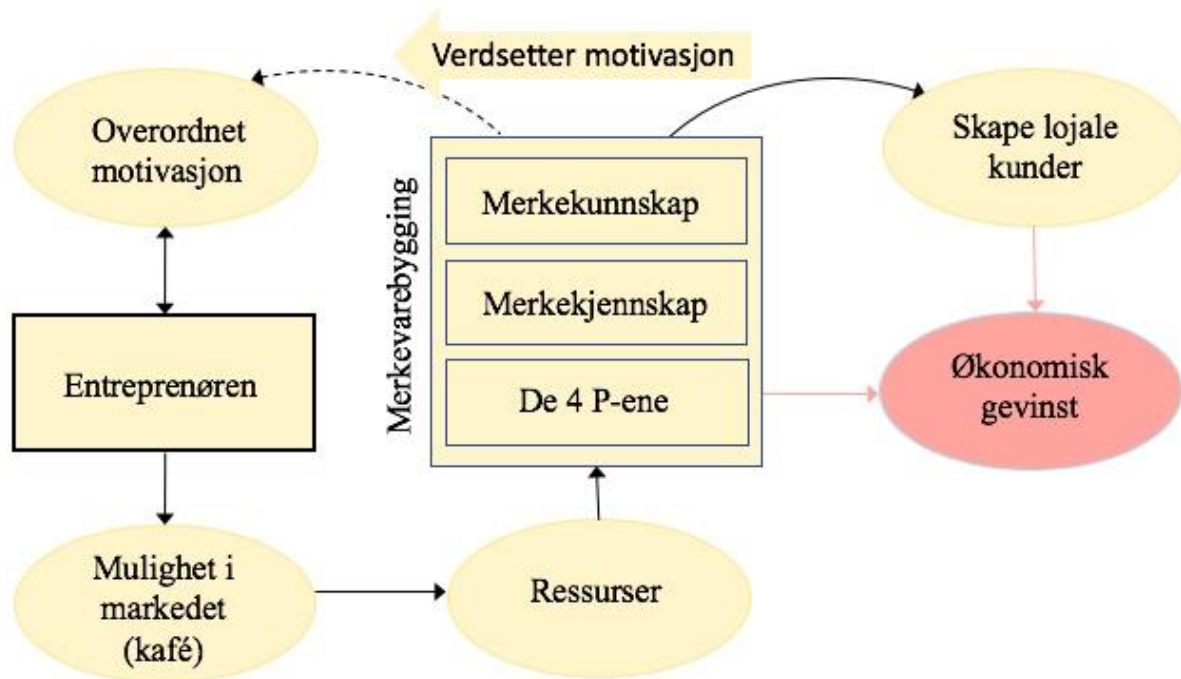 Verdsetter motivasjon
Overordnet
motivasjon
Skape lojale
kunder
Merkevarebygging
Merkekunnskap
Merkekjennskap
De 4 P-ene
Entreprenøren
Økonomisk
gevinst
Mulighet i
markedet
(kafé)
Ressurser